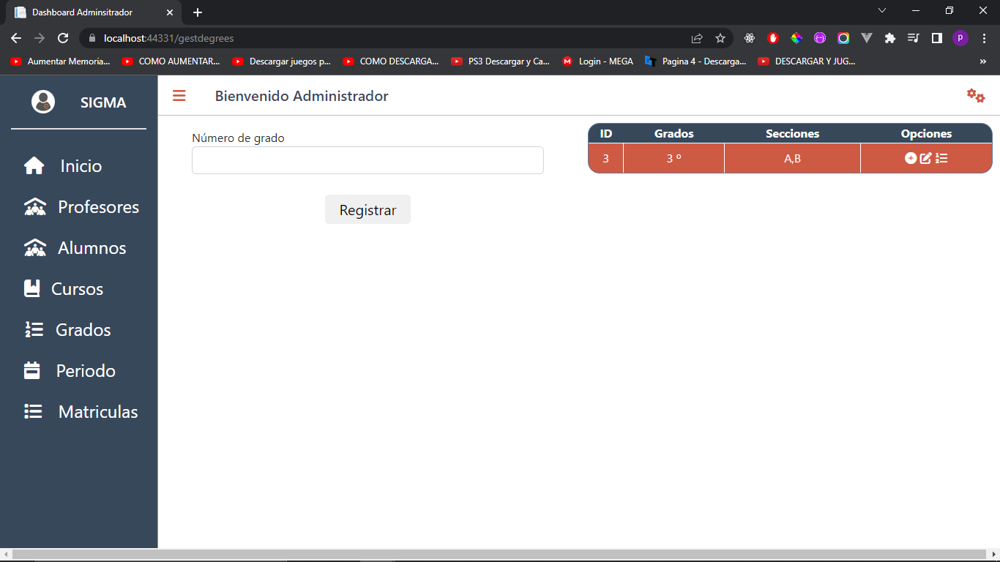 Dashboard Adminsitrador
localhost:44331/gestdegrees
P
Aumentar Memoria... COMO AUMENTAR... Descargar juegos p... COMO DESCARGA... PS3 Descargar y Ca... Login - MEGA Pagina 4 - Descarga... DESCARGAR Y JUG... »
SIGMA
Bienvenido Administrador
Inicio
Profesores
Alumnos
Cursos
Grados
Periodo
Matriculas
Número de grado
Registrar
ID Grados Secciones Opciones
3 3 º A,B